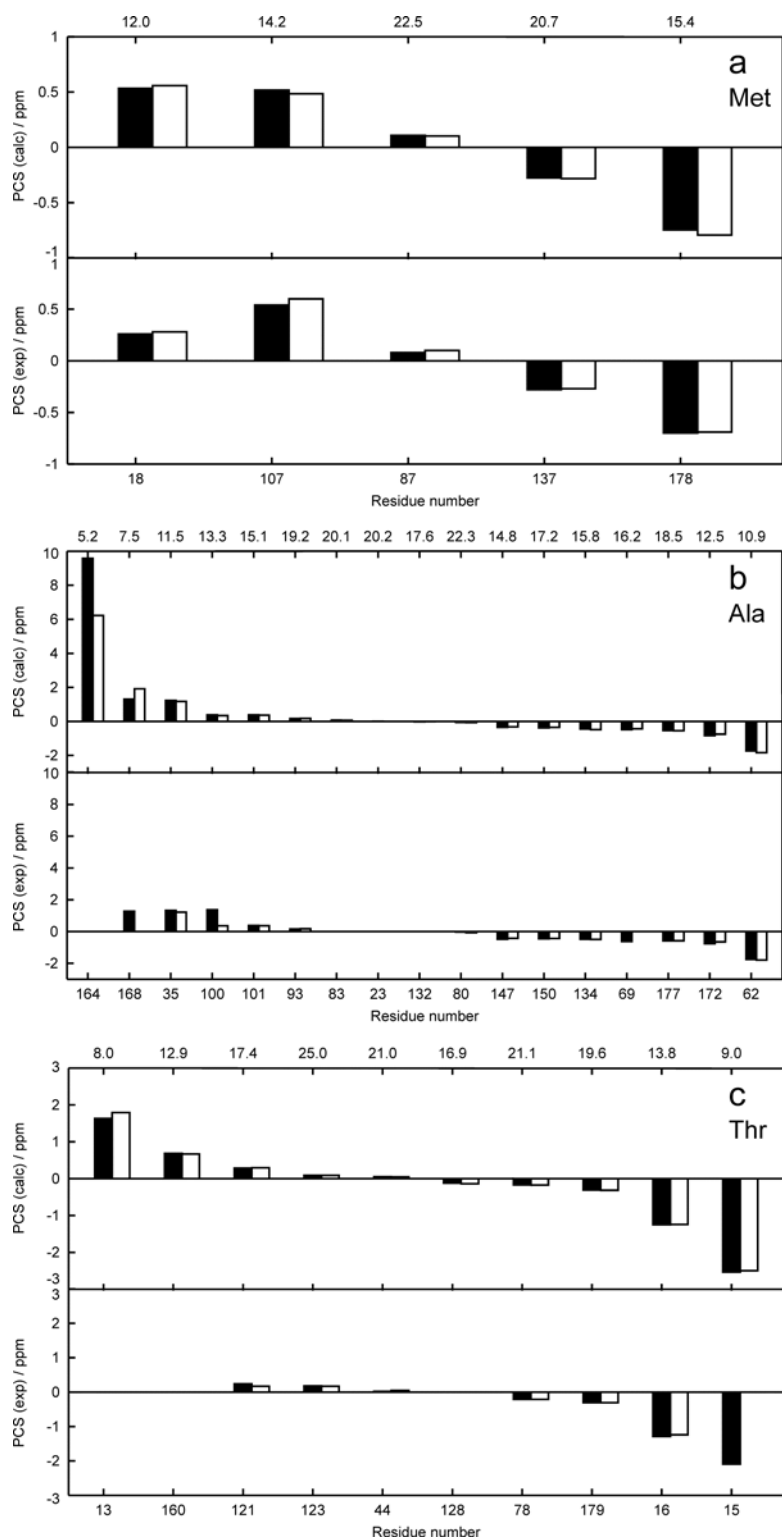 12.0 14.2 22.5 20.7 15.4
a
Met
1
0.5
0
-0.5
-1
PCS (calc) / ppm
1
0.5
0
-0.5
-1
PCS (exp) / ppm
18 107 87 137 178
Residue number
5.2 7.5 11.5 13.3 15.1 19.2 20.1 20.2 17.6 22.3 14.8 17.2 15.8 16.2 18.5 12.5 10.9
b
Ala
10
8
6
4
2
0
-2
PCS (calc) / ppm
10
8
6
4
2
0
-2
PCS (exp) / ppm
164 168 35 100 101 93 83 23 132 80 147 150 134 69 177 172 62
Residue number
8.0 12.9 17.4 25.0 21.0 16.9 21.1 19.6 13.8 9.0
c
Thr
3
2
1
0
-1
-2
-3
PCS (calc) / ppm
3
2
1
0
-1
-2
-3
PCS (exp) / ppm
13 160 121 123 44 128 78 179 16 15
Residue number